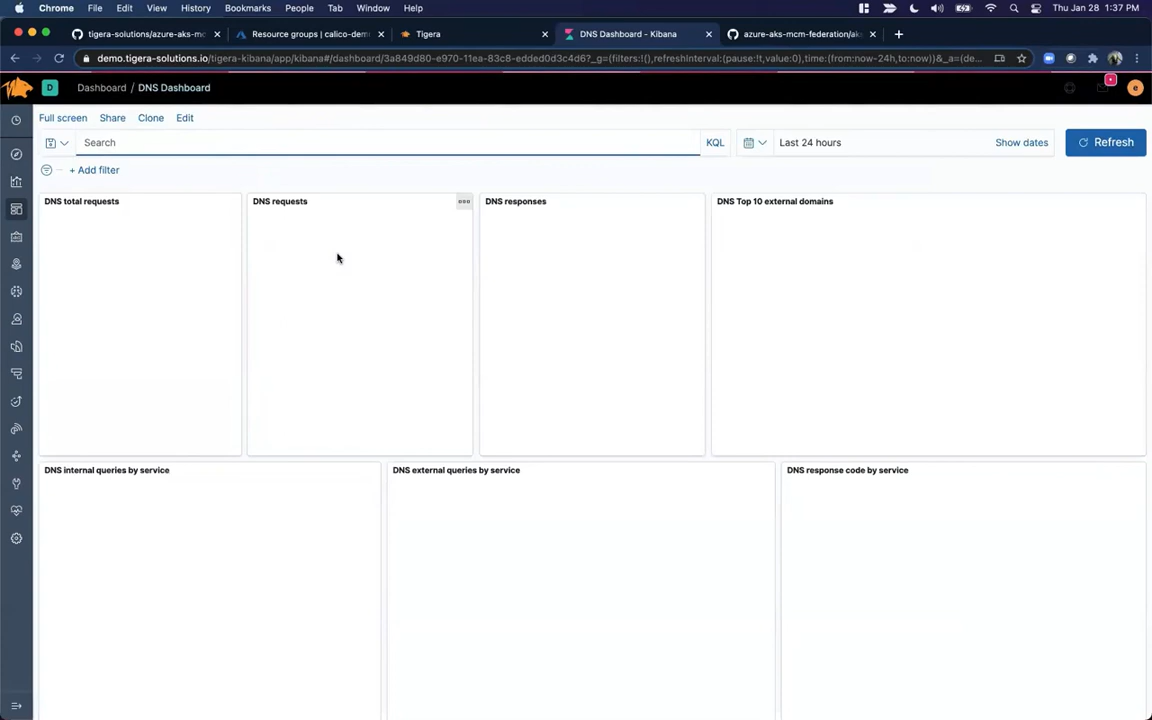 Chrome File Edit View History Bookmarks People Tab Window Help Thu Jan 28 1:37 PM
tigera-solutions/azure-aks-mc
Resource groups | calico-dem
Tigera
DNS Dashboard - Kibana
azure-aks-mcm-federation/aks
demo.tigera-solutions.io/tigera-kibana/app/kibana#/dashboard/3a849d80-e970-11ea-83c8-edded0d3c4d6?_g=(filters:!(),refreshInterval:(pause:!t,value:0),time:(from:now-24h,to:now))&_a=(de...
D Dashboard / DNS Dashboard e
Full screen Share Clone Edit
Search KQL Last 24 hours Show dates Refresh
+ Add filter
DNS total requests
DNS requests
DNS responses
DNS Top 10 external domains
DNS internal queries by service
DNS external queries by service
DNS response code by service